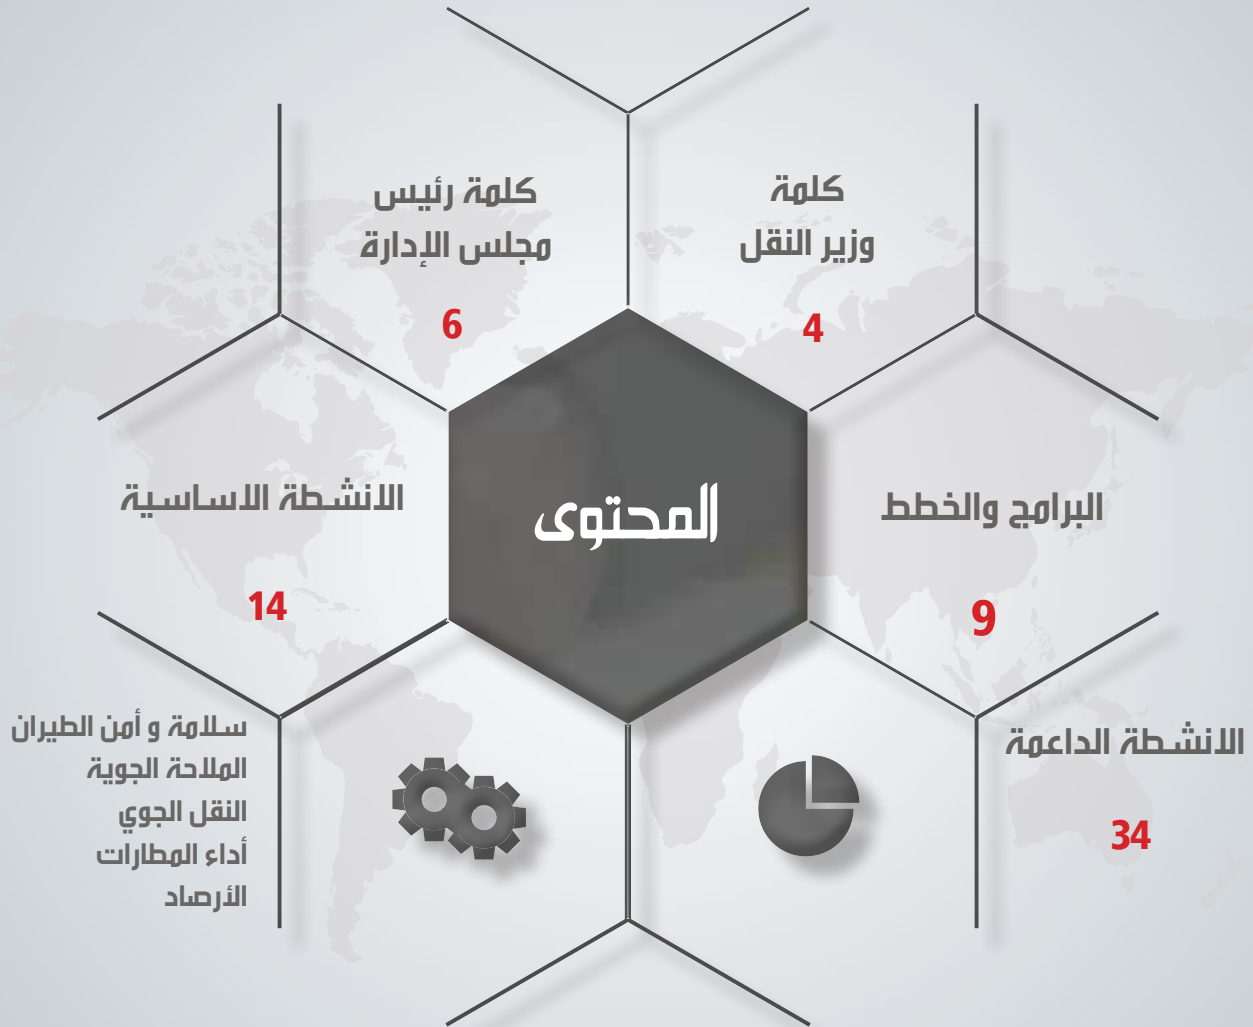 المحتوى
كلمة
وزير النقل
4
كلمة رئيس
مجلس الإدارة
6
البرامج والخطط
9
الانشطة الاساسية
14
سلامة و أمن الطيران
الملاحة الجوية
النقل الجوي
أداء المطارات
الأرصاد
الانشطة الداعمة
34